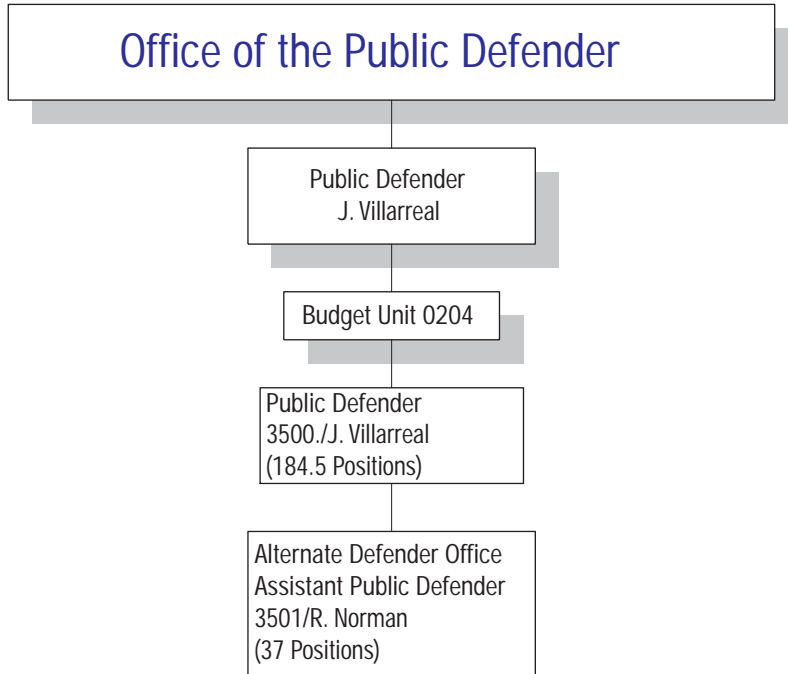 Office of the Public Defender
Public Defender
J. Villarreal
Budget Unit 0204
Public Defender
3500./J. Villarreal
(184.5 Positions)
Alternate Defender Office
Assistant Public Defender
3501/R. Norman
(37 Positions)